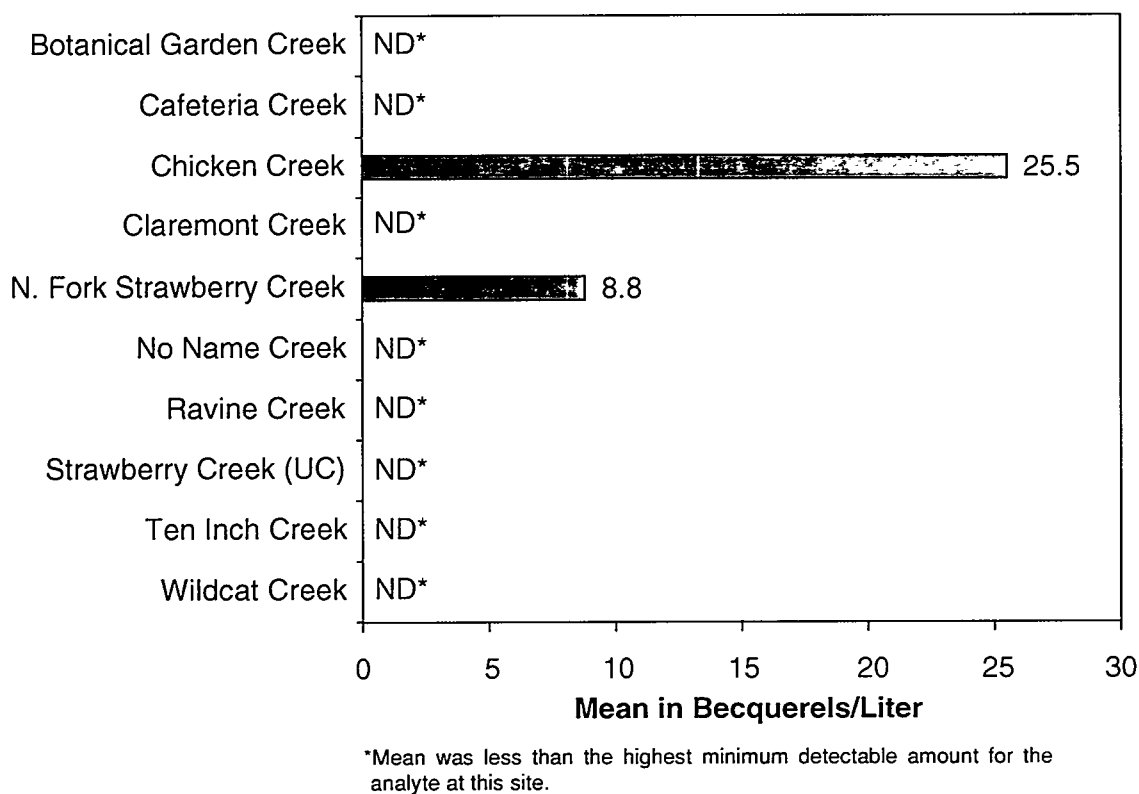 Botanical Garden Creek ND*
Cafeteria Creek ND*
Chicken Creek 25.5
Claremont Creek ND*
N. Fork Strawberry Creek 8.8
No Name Creek ND*
Ravine Creek ND*
Strawberry Creek (UC) ND*
Ten Inch Creek ND*
Wildcat Creek ND*
0 5 10 15 20 25 30
Mean in Becquerels/Liter
*Mean was less than the highest minimum detectable amount for the
analyte at this site.